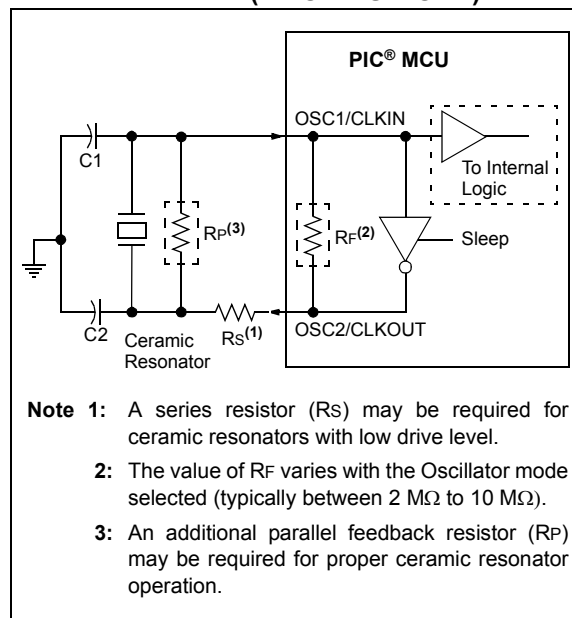 PIC® MCU
OSC1/CLKIN
C1
To Internal
Logic
RP(3)
RF(2)
Sleep
C2
Ceramic
Resonator
RS(1)
OSC2/CLKOUT
Note 1: A series resistor (RS) may be required for
ceramic resonators with low drive level.
2: The value of RF varies with the Oscillator mode
selected (typically between 2 MΩ to 10 MΩ).
3: An additional parallel feedback resistor (RP)
may be required for proper ceramic resonator
operation.